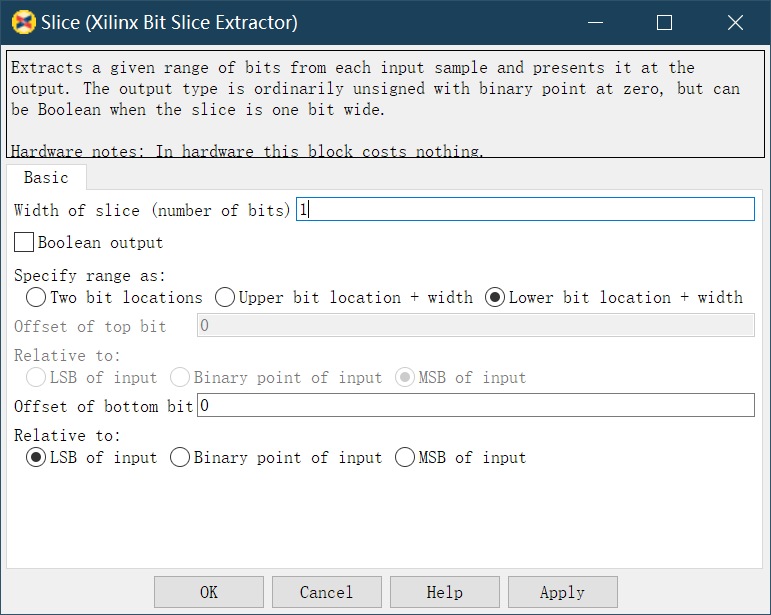 Slice (Xilinx Bit Slice Extractor)
Extracts a given range of bits from each input sample and presents it at the
output. The output type is ordinarily unsigned with binary point at zero, but can
be Boolean when the slice is one bit wide.
Hardware notes: In hardware this block costs nothing.
Basic
Width of slice (number of bits) 1
Boolean output
Specify range as:
Two bit locations Upper bit location + width Lower bit location + width
Offset of top bit 0
Relative to:
LSB of input Binary point of input MSB of input
Offset of bottom bit 0
Relative to:
LSB of input Binary point of input MSB of input
OK Cancel Help Apply